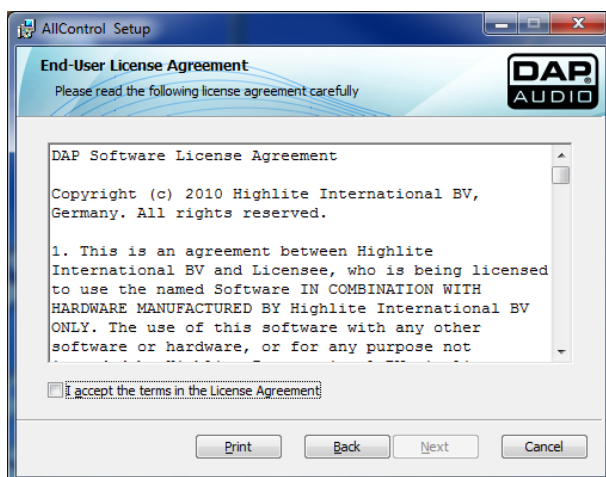 AllControl Setup
End-User License Agreement
Please read the following license agreement carefully
DAP
AUDIO
DAP Software License Agreement
Copyright (c) 2010 Highlite International BV,
Germany. All rights reserved.
1. This is an agreement between Highlite
International BV and Licensee, who is being licensed
to use the named Software IN COMBINATION WITH
HARDWARE MANUFACTURED BY Highlite International BV
ONLY. The use of this software with any other
software or hardware, or for any purpose not
I accept the terms in the License Agreement
Print Back Next Cancel